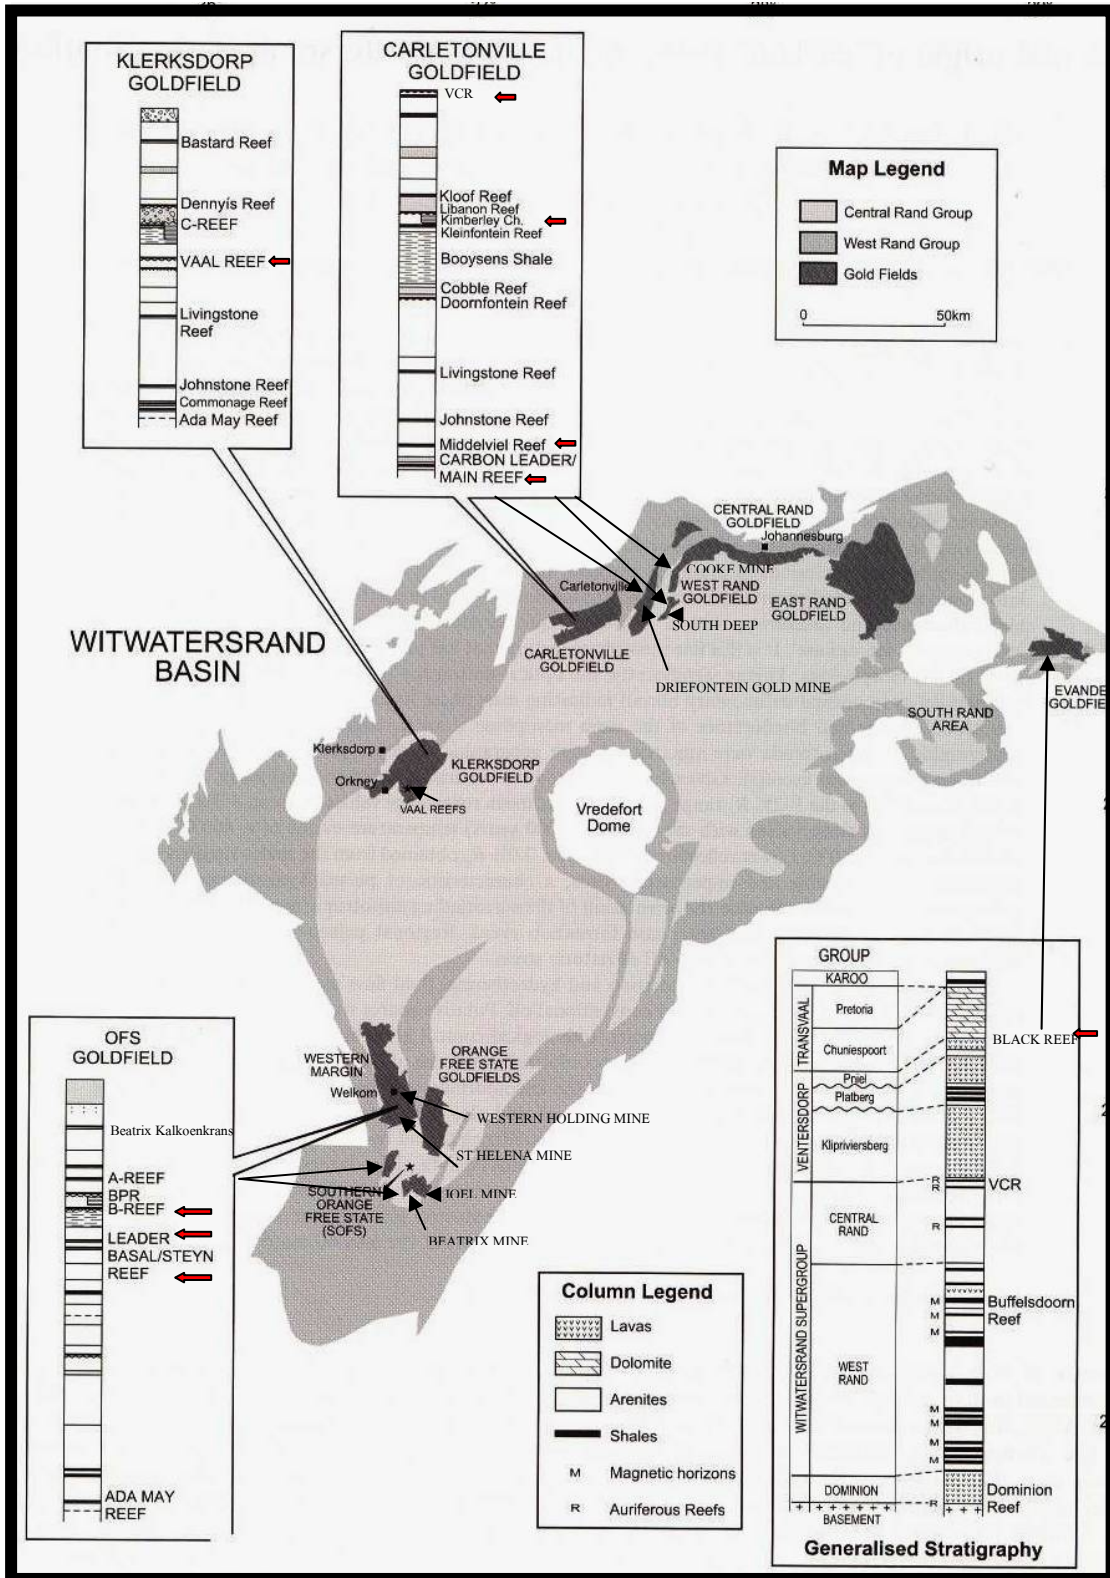 KLERKSDORP
GOLDFIELD
Bastard Reef
Dennyís Reef
C-REEF
VAAL REEF
Livingstone
Reef
Johnstone Reef
Commonage Reef
Ada May Reef
CARLETONVILLE
GOLDFIELD
VCR
Kloof Reef
Libanon Reef
Kimberley Ch.
Kleinfontein Reef
Booysens Shale
Cobble Reef
Doornfontein Reef
Livingstone Reef
Johnstone Reef
Middelviel Reef
CARBON LEADER/
MAIN REEF
Map Legend
Central Rand Group
West Rand Group
Gold Fields
0 50km
WITWATERSRAND
BASIN
CENTRAL RAND
GOLDFIELD
Johannesburg
COOKE MINE
Carletonville
WEST RAND
GOLDFIELD
EAST RAND
GOLDFIELD
SOUTH DEEP
CARLETONVILLE
GOLDFIELD
DRIEFONTEIN GOLD MINE
EVANDE
GOLDFIE
SOUTH RAND
AREA
Klerksdorp
KLERKSDORP
GOLDFIELD
Orkney
VAAL REEFS
Vredefort
Dome
WESTERN
MARGIN
Welkom
ORANGE
FREE STATE
GOLDFIELDS
WESTERN HOLDING MINE
ST HELENA MINE
SOUTHERN
ORANGE
FREE STATE
(SOFS)
JOEL MINE
BEATRIX MINE
OFS
GOLDFIELD
Beatrix Kalkoenkrans
A-REEF
BPR
B-REEF
LEADER
BASAL/STEYN
REEF
ADA MAY
REEF
Column Legend
Lavas
Dolomite
Arenites
Shales
M Magnetic horizons
R Auriferous Reefs
GROUP
KAROO
TRANSVAAL
Pretoria
Chuniespoort
BLACK REEF
VENTERSDORP
Pniel
Platberg
Klipriviersberg
R
R
VCR
WITWATERSRAND SUPERGROUP
CENTRAL
RAND
R
WEST
RAND
M
M
M
Buffelsdoorn
Reef
M
M
M
M
DOMINION
R
Dominion
Reef
BASEMENT
Generalised Stratigraphy